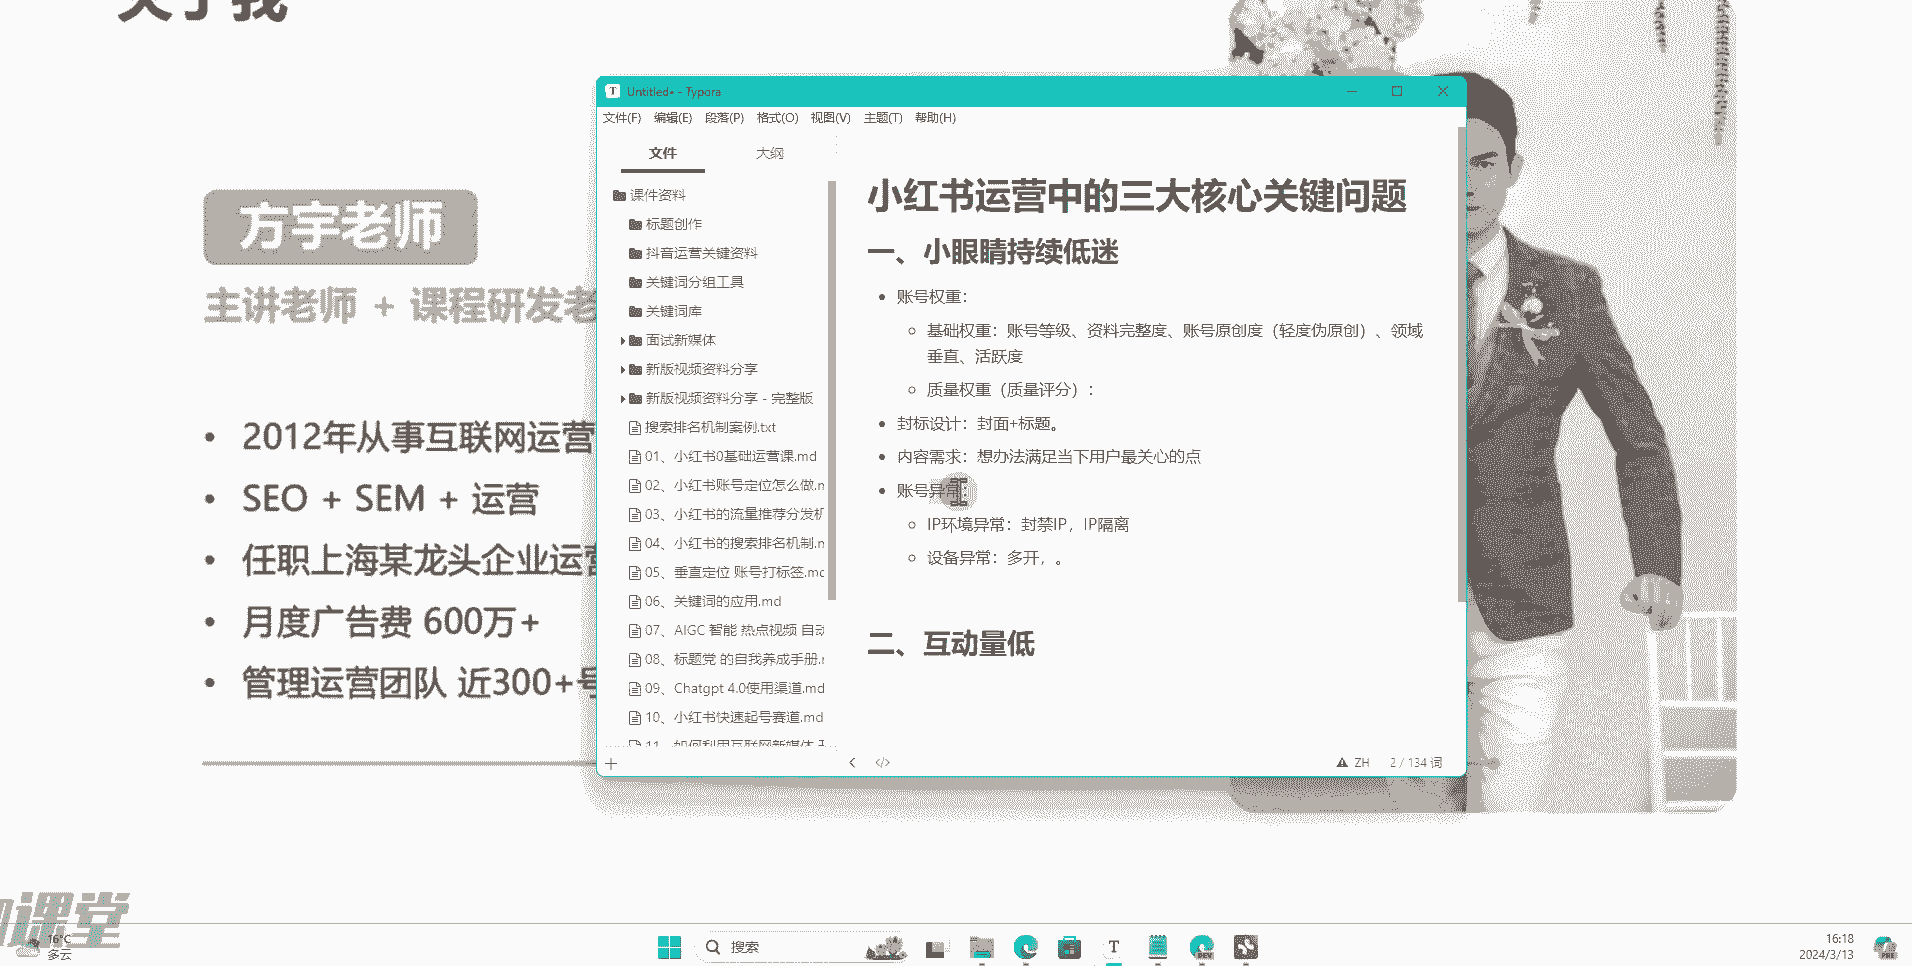 关于我
方宇老师
主讲老师 + 课程研发老
2012年从事互联网运营
SEO + SEM + 运营
任职上海某龙头企业运营
月度广告费 600万+
管理运营团队 近300+号
Untitled• - Typora
文件(F) 编辑(E) 段落(P) 格式(O) 视图(V) 主题(T) 帮助(H)
文件 大纲
课件资料
标题创作
抖音运营关键资料
关键词分组工具
关键词库
面试新媒体
新版视频资料分享
新版视频资料分享 - 完整版
搜索排名机制案例.txt
01、小红书0基础运营课.md
02、小红书账号定位怎么做.m
03、小红书的流量推荐分发机
04、小红书的搜索排名机制.m
05、垂直定位 账号打标签.mc
06、关键词的应用.md
07、AIGC 智能 热点视频 自动
08、标题党 的自我养成手册.r
09、Chatgpt 4.0使用渠道.md
10、小红书快速起号赛道.md
11、如何利用互联网新媒体 开
小红书运营中的三大核心关键问题
一、小眼睛持续低迷
账号权重：
基础权重：账号等级、资料完整度、账号原创度（轻度伪原创）、领域
垂直、活跃度
质量权重（质量评分）：
封标设计：封面+标题。
内容需求：想办法满足当下用户最关心的点
账号异常：
IP环境异常：封禁IP，IP隔离
设备异常：多开，。
二、互动量低
ZH 2 / 134 词
课堂
16°C
多云
搜索
T
DEV
16:18
2024/3/13
PRE